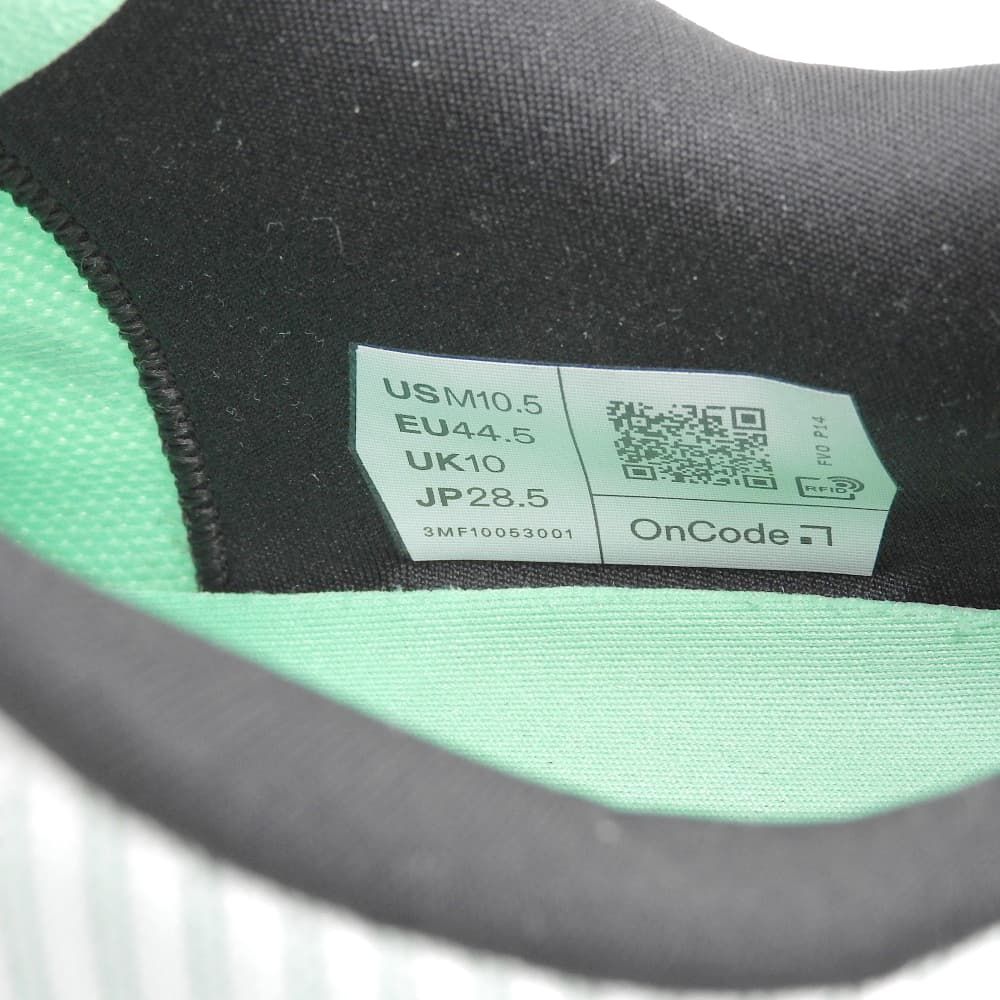 USM10.5
EU44.5
UK10
JP28.5
3MF10053001
FVO P14
RFID
OnCode